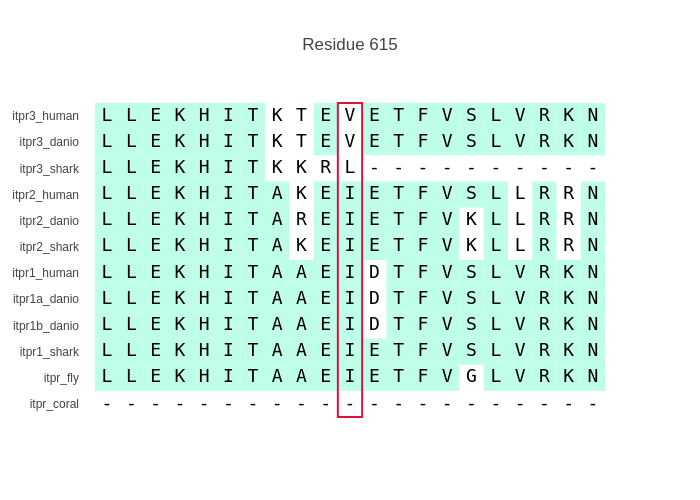 Residue 615
itpr3_human L L E K H I T K T E V E T F V S L V R K N
itpr3_danio L L E K H I T K T E V E T F V S L V R K N
itpr3_shark L L E K H I T K K R L - - - - - - - - - -
itpr2_human L L E K H I T A K E I E T F V S L L R R N
itpr2_danio L L E K H I T A R E I E T F V K L L R R N
itpr2_shark L L E K H I T A K E I E T F V K L L R R N
itpr1_human L L E K H I T A A E I D T F V S L V R K N
itpr1a_danio L L E K H I T A A E I D T F V S L V R K N
itpr1b_danio L L E K H I T A A E I D T F V S L V R K N
itpr1_shark L L E K H I T A A E I E T F V S L V R K N
itpr_fly L L E K H I T A A E I E T F V G L V R K N
itpr_coral - - - - - - - - - - - - - - - - - - - - -